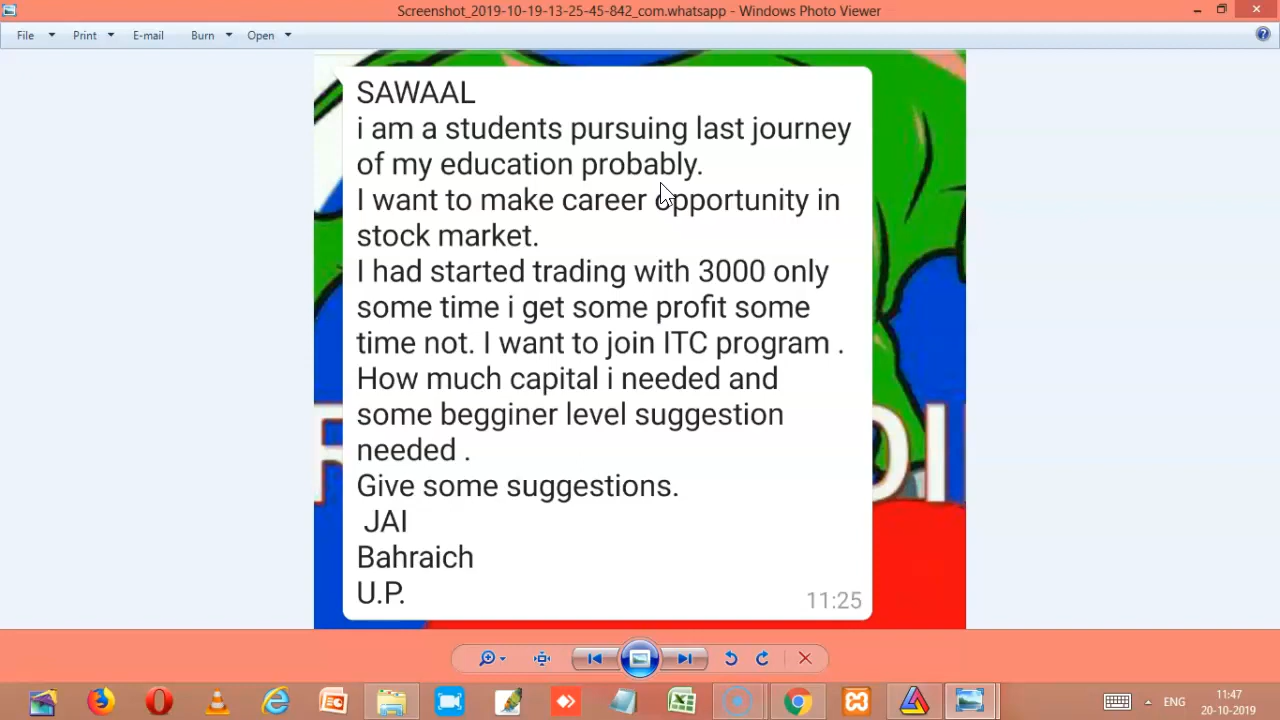 Screenshot_2019-10-19-13-25-45-842_com.whatsapp - Windows Photo Viewer
File Print E-mail Burn Open
SAWAAL
i am a students pursuing last journey
of my education probably.
I want to make career opportunity in
stock market.
I had started trading with 3000 only
some time i get some profit some
time not. I want to join ITC program .
How much capital i needed and
some begginer level suggestion
needed .
Give some suggestions.
JAI
Bahraich
U.P.
11:25
ENG
11:47
20-10-2019